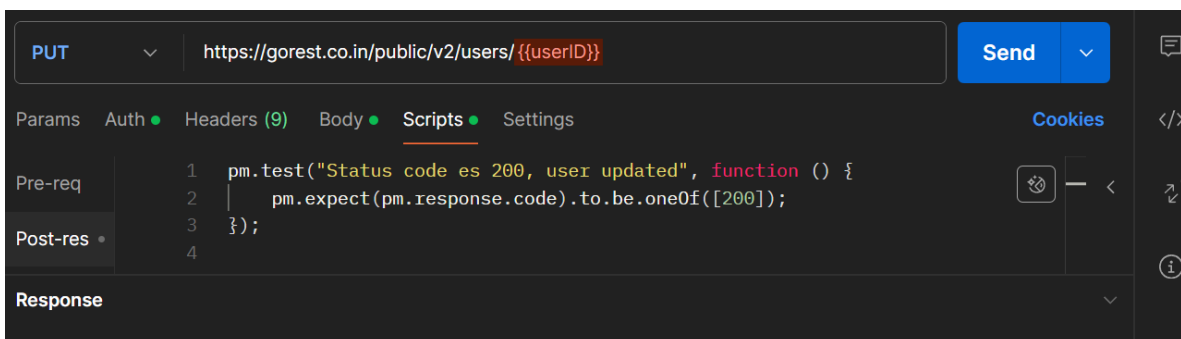 PUT https://gorest.co.in/public/v2/users/{{userID}} Send
Params Auth Headers (9) Body Scripts Settings Cookies
Pre-req
Post-res
1 pm.test("Status code es 200, user updated", function () {
2 pm.expect(pm.response.code).to.be.oneOf([200]);
3 });
4
Response